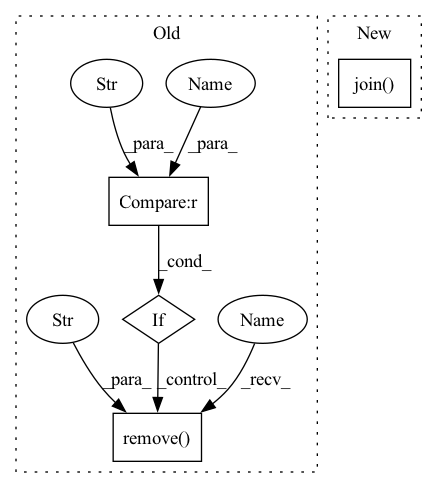 Old
New
Str
Name
join()
_para_
_para_
Compare:r
_cond_
Str
If
Name
_para_
_control_
_recv_
remove()